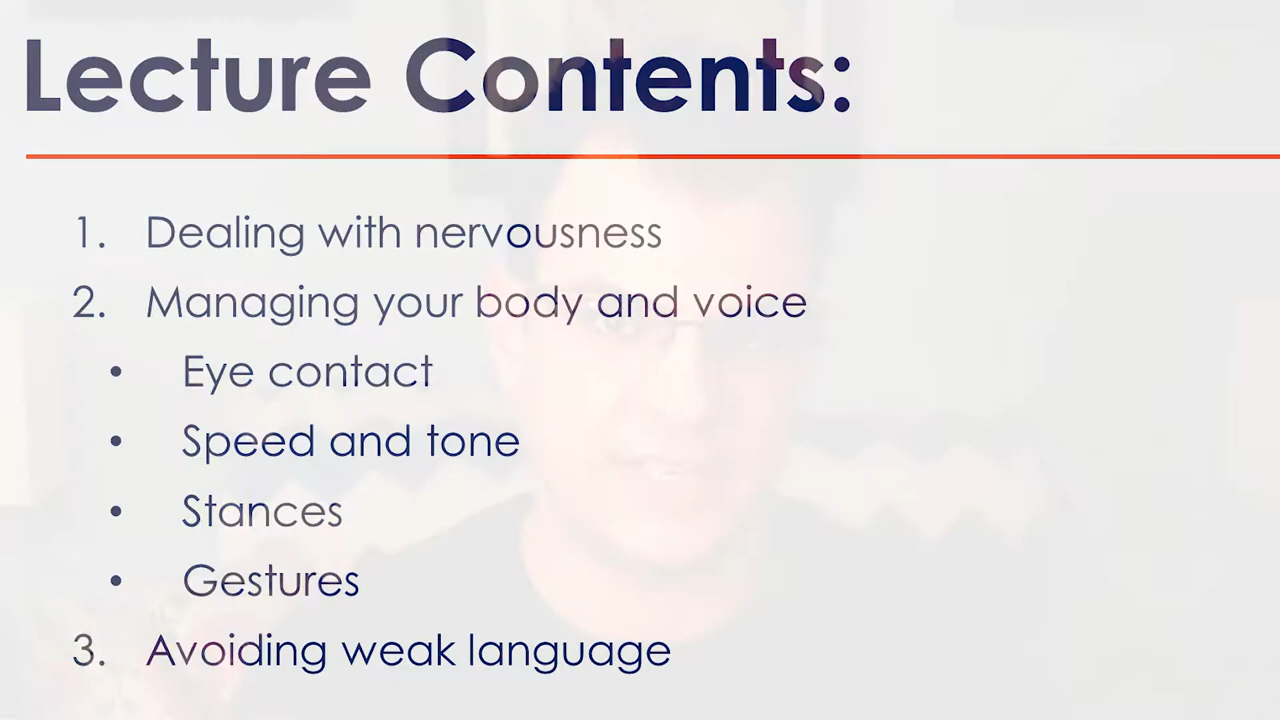 Lecture Contents:
1. Dealing with nervousness
2. Managing your body and voice
• Eye contact
• Speed and tone
• Stances
• Gestures
3. Avoiding weak language